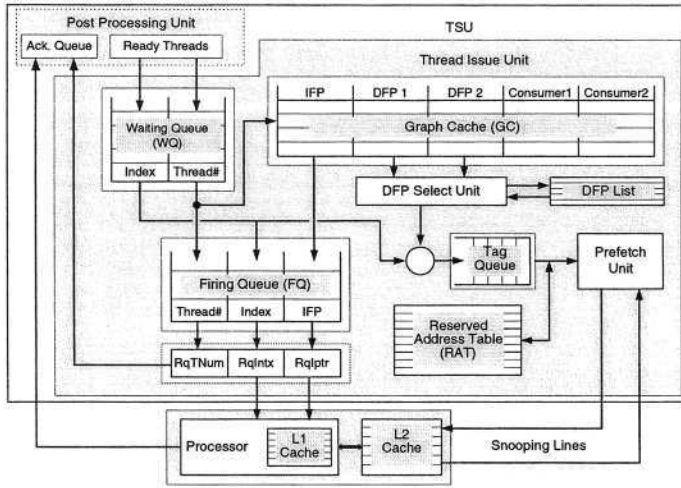 Post Processing Unit
TSU
Ack. Queue
Ready Threads
Thread Issue Unit
IFP
DFP 1
DFP 2
Consumer1
Consumer2
Waiting Queue
(WQ)
Graph Cache (GC)
Index
Thread#
DFP Select Unit
DFP List
Tag
Queue
Prefetch
Unit
Firing Queue (FQ)
Thread#
Index
IFP
Reserved
Address Table
(RAT)
RqTNum
RqIntx
RqIptr
Processor
L1
Cache
L2
Cache
Snooping Lines